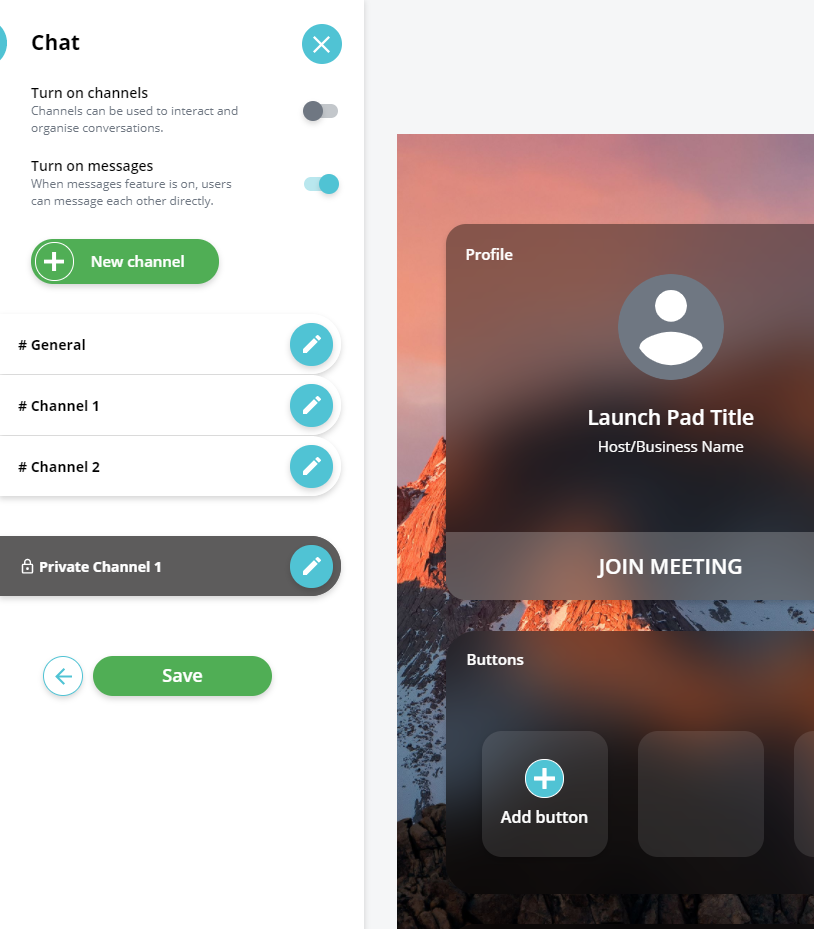 Chat
Turn on channels
Channels can be used to interact and
organise conversations.
Turn on messages
When messages feature is on, users
can message each other directly.
New channel
# General
# Channel 1
# Channel 2
Private Channel 1
Save
Profile
Launch Pad Title
Host/Business Name
JOIN MEETING
Buttons
Add button